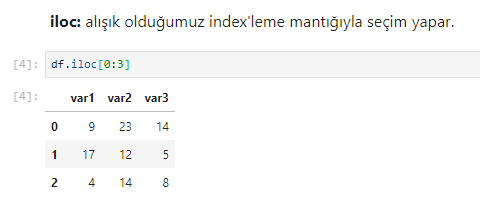 iloc: alışık olduğumuz index'leme mantığıyla seçim yapar.
[4]: df.iloc[0:3]
[4]: var1 var2 var3
0 9 23 14
1 17 12 5
2 4 14 8